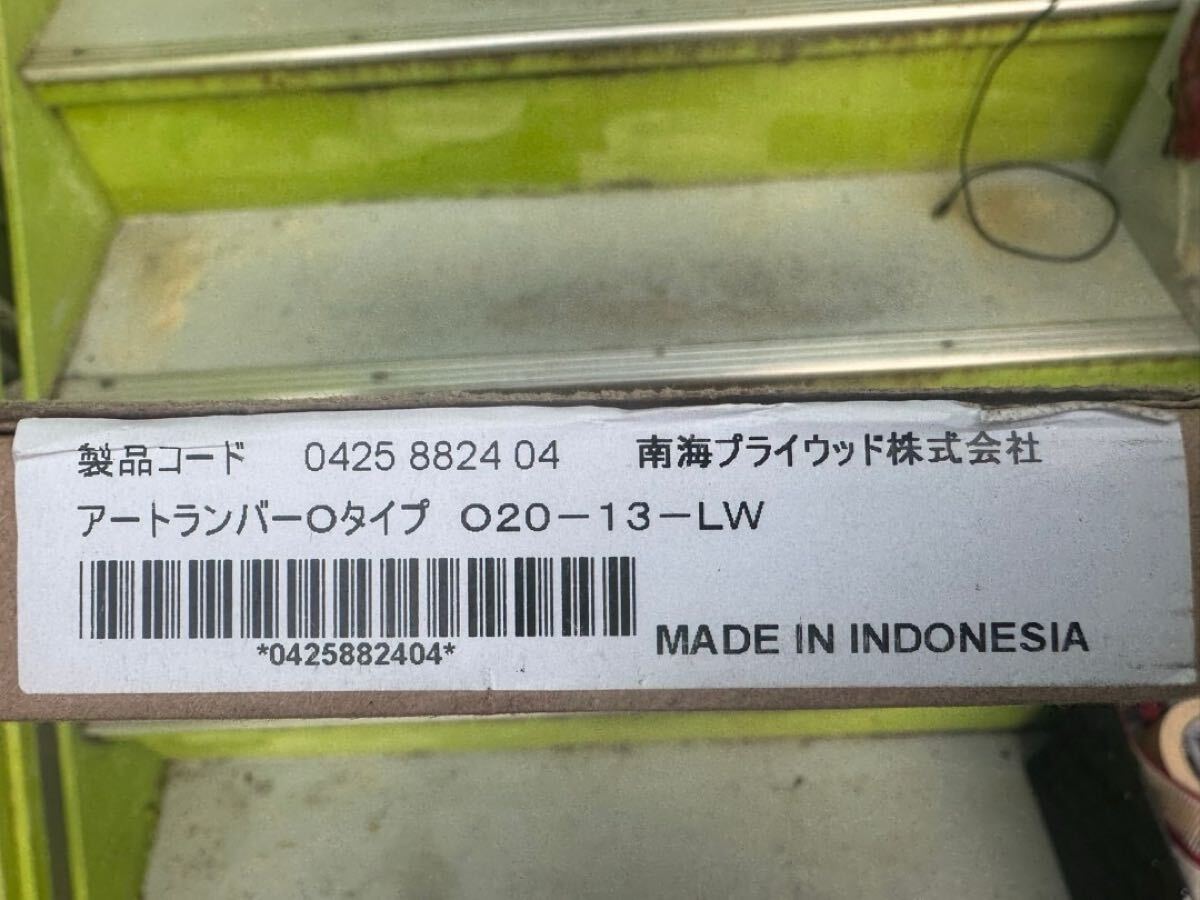 製品コード 0425 8824 04 南海プライウッド株式会社
アートランバーOタイプ O20-13-LW
*0425882404*
MADE IN INDONESIA